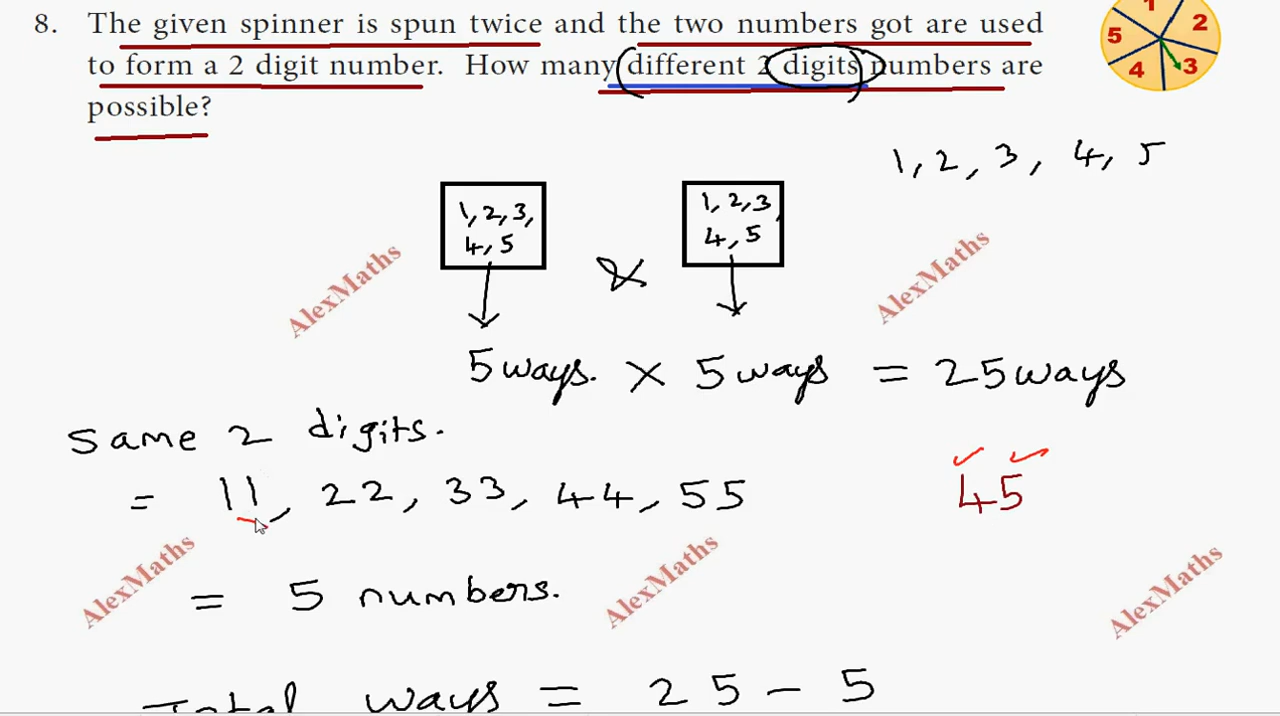 8. The given spinner is spun twice and the two numbers got are used
to form a 2 digit number. How many different 2 digits numbers are
possible?
1
2
3
4
5
1, 2, 3, 4, 5
1, 2, 3,
4, 5
×
1, 2, 3,
4, 5
5 ways. × 5 ways = 25 ways
Same 2 digits.
= 11, 22, 33, 44, 55
45
= 5 numbers.
Total ways = 25 - 5
AlexMaths
AlexMaths
AlexMaths
AlexMaths
AlexMaths